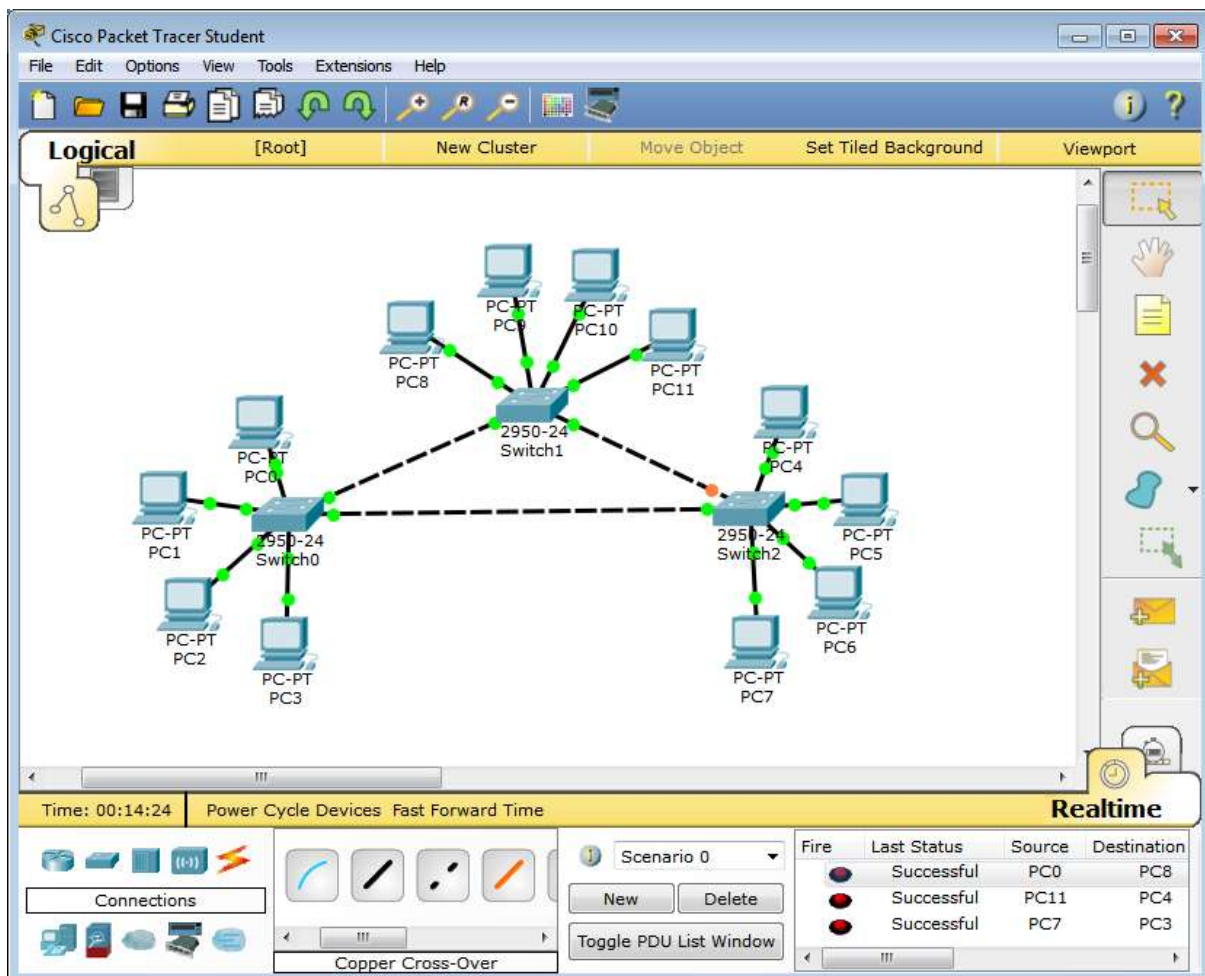 Cisco Packet Tracer Student
File Edit Options View Tools Extensions Help
Logical [Root] New Cluster Move Object Set Tiled Background Viewport
PC-PT
PC9
PC-PT
PC10
PC-PT
PC8
PC-PT
PC11
2950-24
Switch1
PC-PT
PC0
PC-PT
PC4
PC-PT
PC1
2950-24
Switch0
2950-24
Switch2
PC-PT
PC5
PC-PT
PC2
PC-PT
PC3
PC-PT
PC6
PC-PT
PC7
Time: 00:14:24 Power Cycle Devices Fast Forward Time Realtime
Connections
Copper Cross-Over
Scenario 0
New Delete
Toggle PDU List Window
Fire Last Status Source Destination
Successful PC0 PC8
Successful PC11 PC4
Successful PC7 PC3